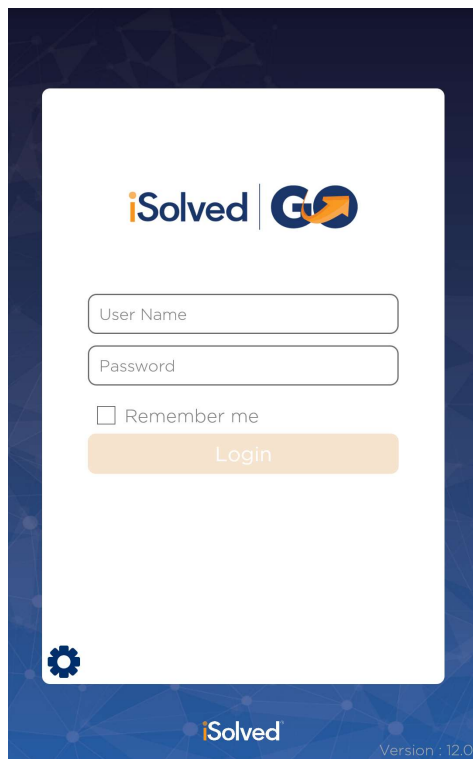 iSolved GO
User Name
Password
Remember me
Login
iSolved
Version : 12.0